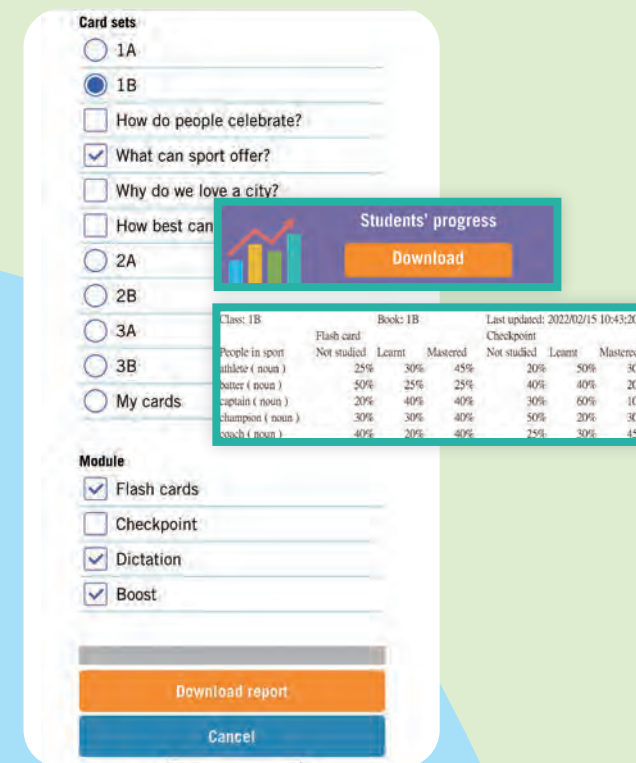 Card sets
1A
1B
How do people celebrate?
What can sport offer?
Why do we love a city?
How best can
2A
2B
3A
3B
My cards
Students' progress
Download
Class: 1B Book: 1B Last updated: 2022/02/15 10:43:20
Flash card Checkpoint
People in sport Not studied Learnt Mastered Not studied Learnt Mastered
athlete ( noun ) 25% 30% 45% 20% 50% 30
batter ( noun ) 50% 25% 25% 40% 40% 20
captain ( noun ) 20% 40% 40% 30% 60% 10
champion ( noun ) 30% 30% 40% 50% 20% 30
coach ( noun ) 40% 20% 40% 25% 30% 45
Module
Flash cards
Checkpoint
Dictation
Boost
Download report
Cancel